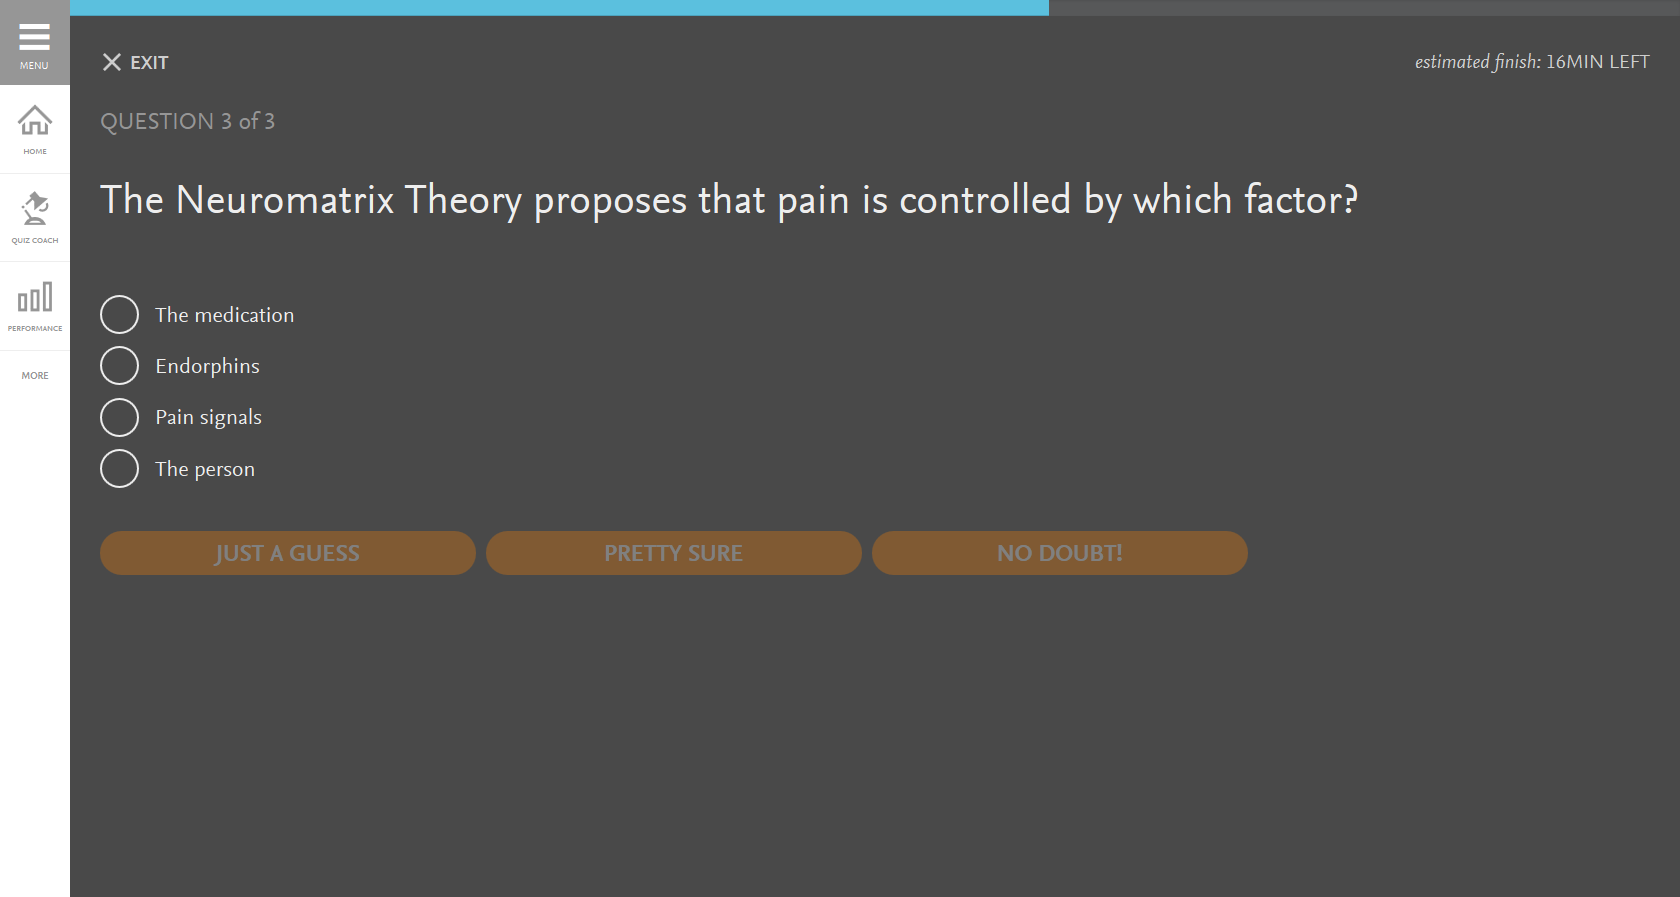 MENU
HOME
QUIZ COACH
PERFORMANCE
MORE
EXIT
estimated finish: 16MIN LEFT
QUESTION 3 of 3
The Neuromatrix Theory proposes that pain is controlled by which factor?
The medication
Endorphins
Pain signals
The person
JUST A GUESS
PRETTY SURE
NO DOUBT!